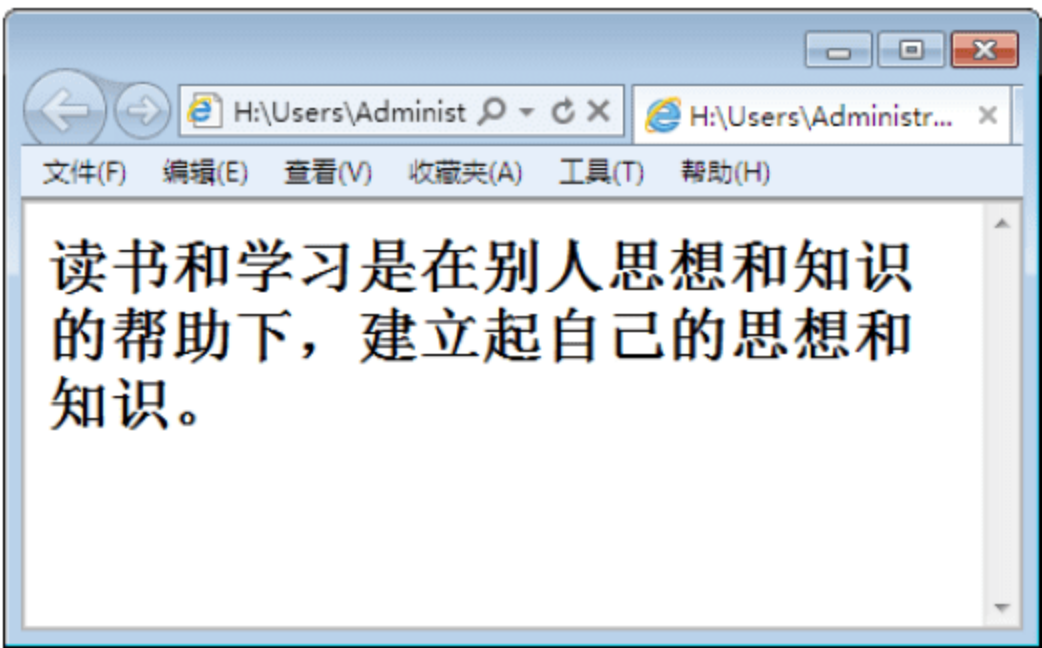 H:\Users\Administ
H:\Users\Administr...
文件(F) 编辑(E) 查看(V) 收藏夹(A) 工具(T) 帮助(H)
读书和学习是在别人思想和知识
的帮助下，建立起自己的思想和
知识。